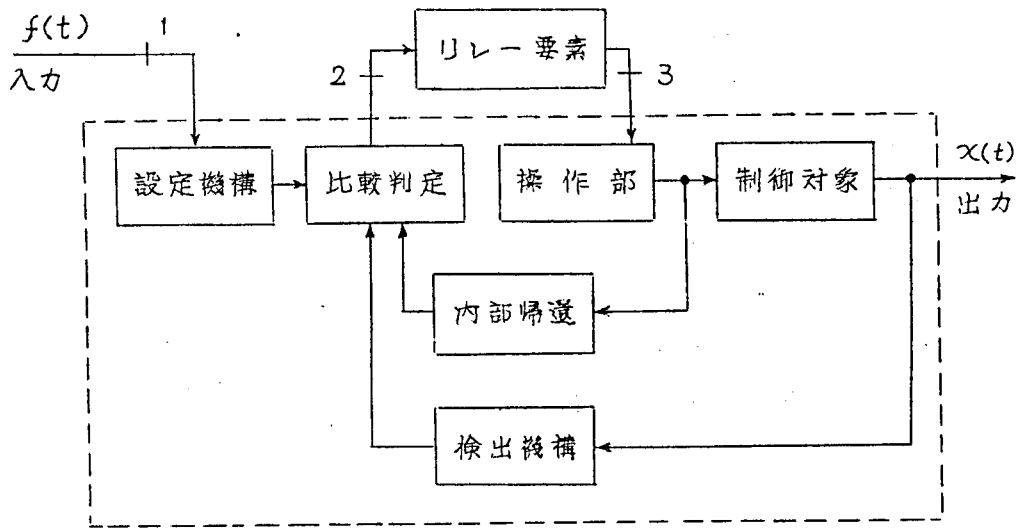 f(t)
1
入力
2
リレー要素
3
設定機構
比較判定
操作部
制御対象
x(t)
出力
内部帰還
検出機構